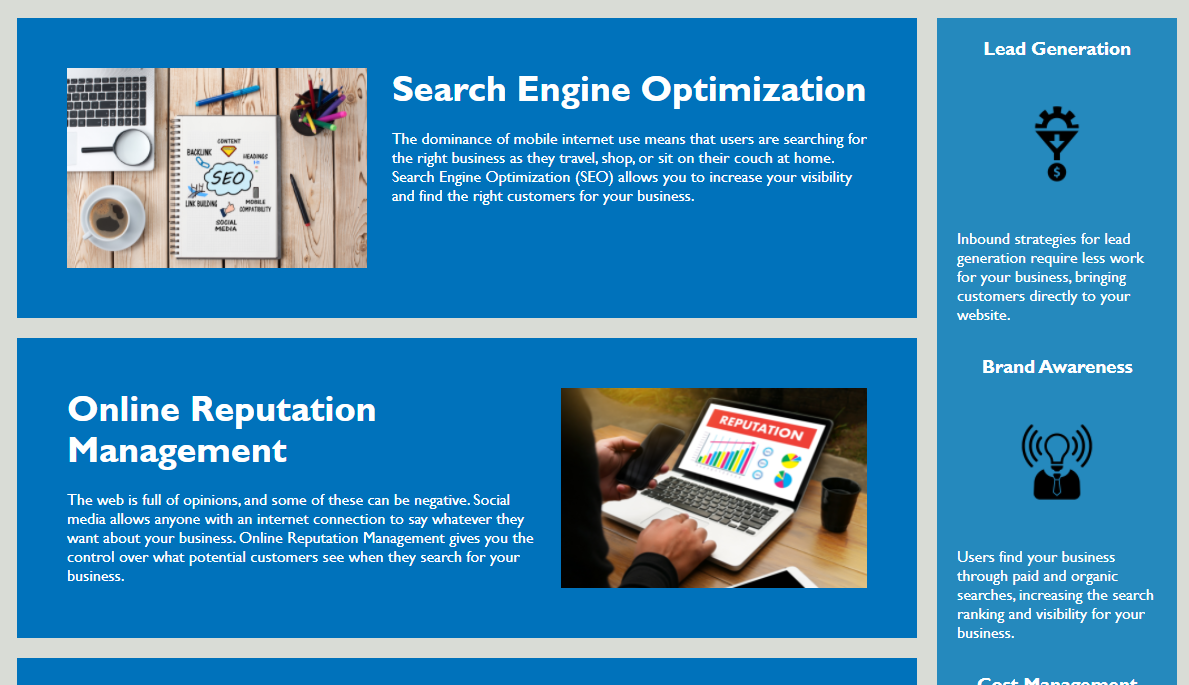 Search Engine Optimization
The dominance of mobile internet use means that users are searching for
the right business as they travel, shop, or sit on their couch at home.
Search Engine Optimization (SEO) allows you to increase your visibility
and find the right customers for your business.
CONTENT
BACKLINK
HEADINGS
SEO
LINK BUILDING
MOBILE
COMPATIBILITY
SOCIAL
MEDIA
Online Reputation
Management
The web is full of opinions, and some of these can be negative. Social
media allows anyone with an internet connection to say whatever they
want about your business. Online Reputation Management gives you the
control over what potential customers see when they search for your
business.
REPUTATION
Lead Generation
$
Inbound strategies for lead
generation require less work
for your business, bringing
customers directly to your
website.
Brand Awareness
Users find your business
through paid and organic
searches, increasing the search
ranking and visibility for your
business.
Cost Management